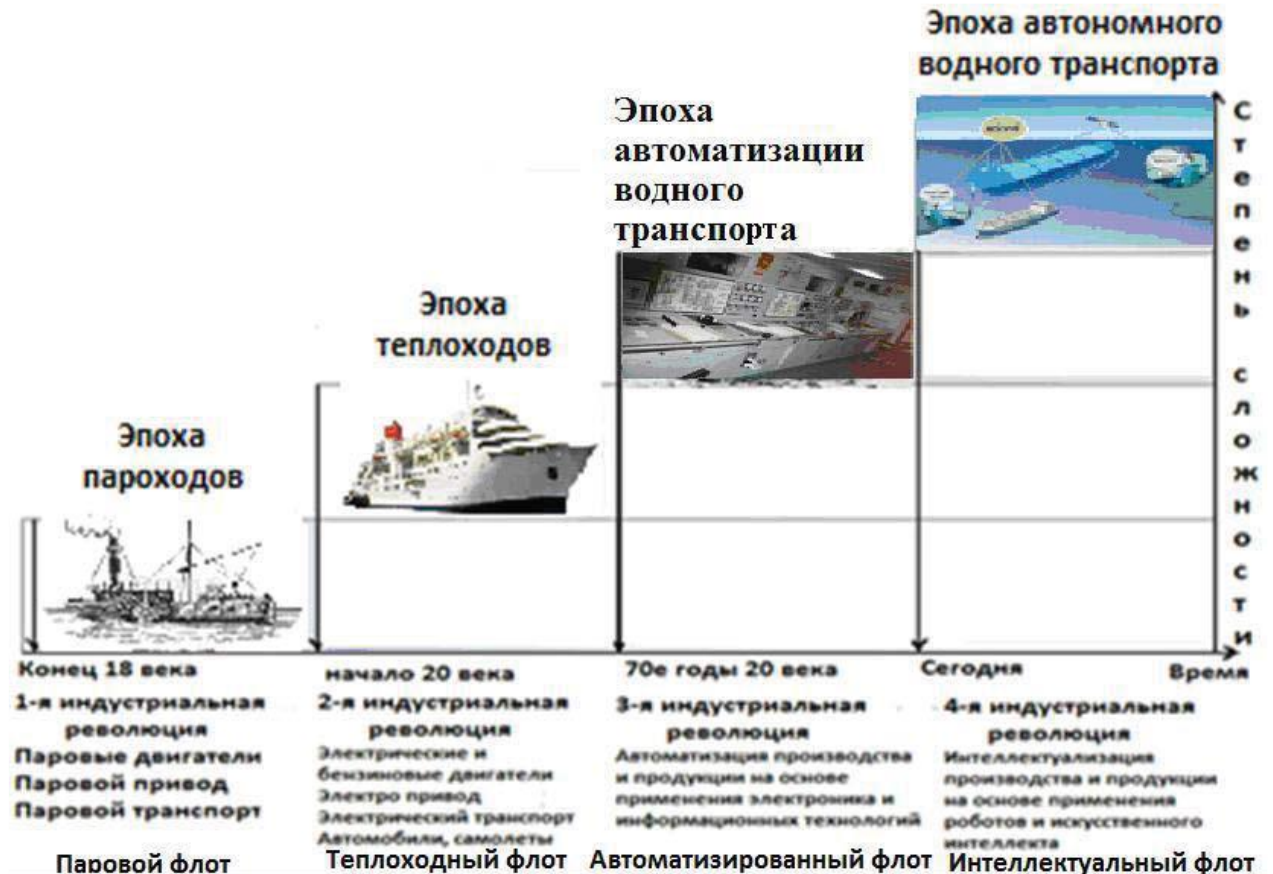 Эпоха автономного
водного транспорта
Эпоха
автоматизации
водного
транспорта
Эпоха
теплоходов
Эпоха
пароходов
Степень сложности
Конец 18 века
начало 20 века
70е годы 20 века
Сегодня
Время
1-я индустриальная
революция
Паровые двигатели
Паровой привод
Паровой транспорт
Паровой флот
2-я индустриальная
революция
Электрические и
бензиновые двигатели
Электро привод
Электрический транспорт
Автомобили, самолеты
Теплоходный флот
3-я индустриальная
революция
Автоматизация производства
и продукции на основе
применения электроника и
информационных технологий
Автоматизированный флот
4-я индустриальная
революция
Интеллектуализация
производства и продукции
на основе применения
роботов и искусственного
интеллекта
Интеллектуальный флот